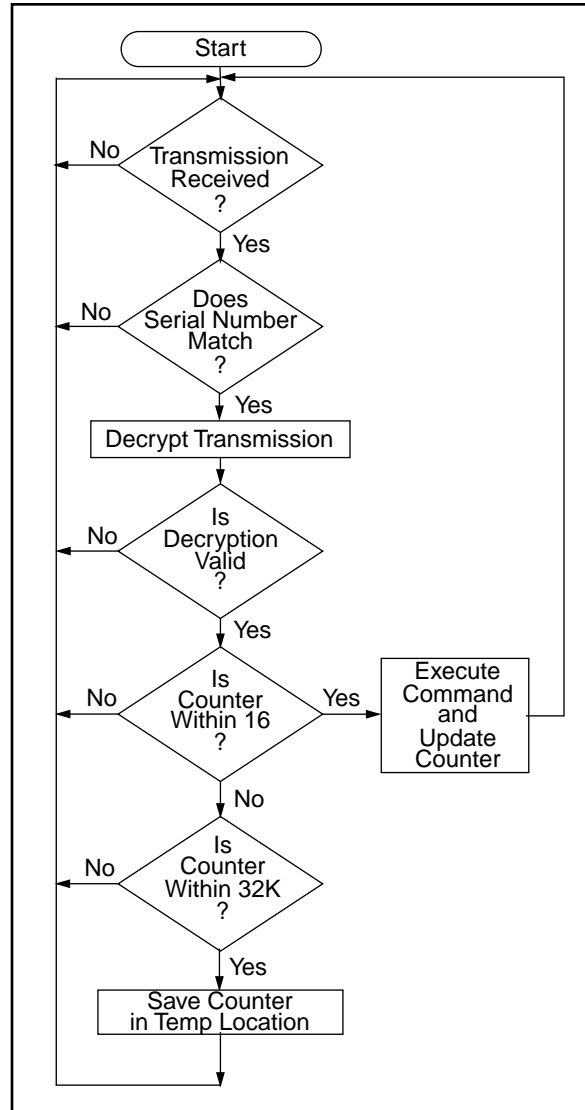 Start
No
Transmission
Received
?
Yes
Does
Serial Number
Match
?
No
Yes
Decrypt Transmission
Is
Decryption
Valid
?
No
Yes
Is
Counter
Within 16
?
No
Yes
Execute
Command
and
Update
Counter
No
Is
Counter
Within 32K
?
No
Yes
Save Counter
in Temp Location